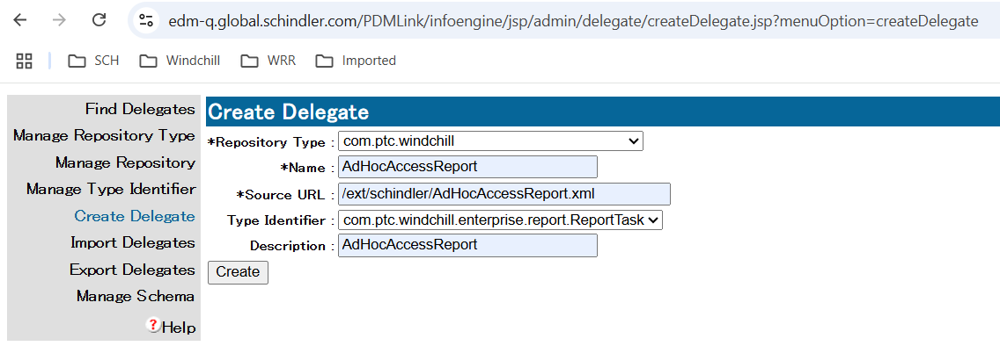 edm-q.global.schindler.com/PDMLink/infoengine/jsp/admin/delegate/createDelegate.jsp?menuOption=createDelegate
SCH Windchill WRR Imported
Find Delegates
Manage Repository Type
Manage Repository
Manage Type Identifier
Create Delegate
Import Delegates
Export Delegates
Manage Schema
?Help
Create Delegate
*Repository Type : com.ptc.windchill
*Name : AdHocAccessReport
*Source URL : /ext/schindler/AdHocAccessReport.xml
Type Identifier : com.ptc.windchill.enterprise.report.ReportTask
Description : AdHocAccessReport
Create